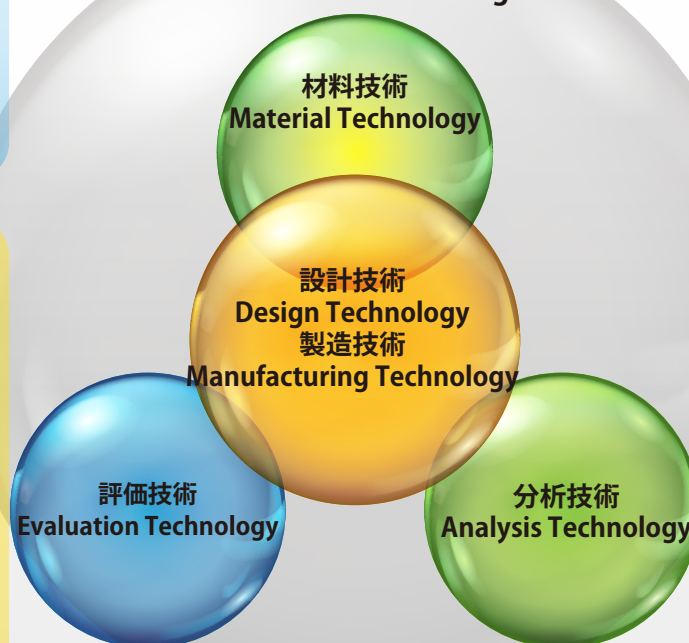 材料技術
Material Technology
設計技術
Design Technology
製造技術
Manufacturing Technology
評価技術
Evaluation Technology
分析技術
Analysis Technology